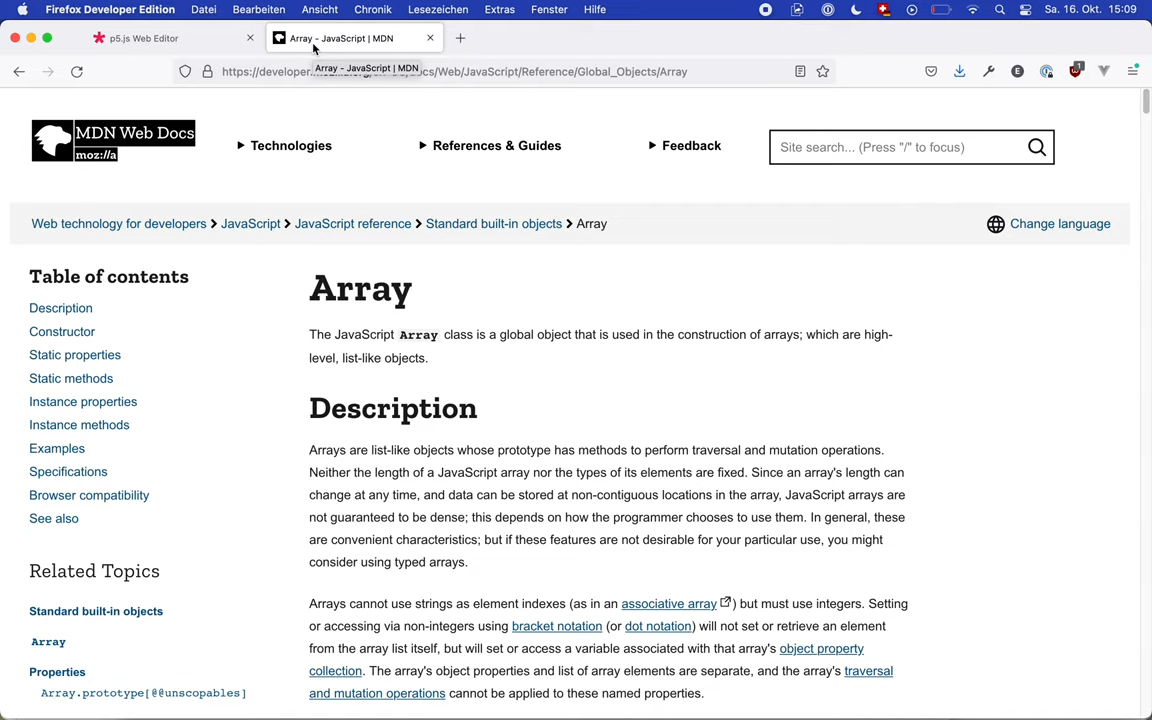 Firefox Developer Edition Datei Bearbeiten Ansicht Chronik Lesezeichen Extras Fenster Hilfe Sa. 16. Okt. 15:09
p5.js Web Editor Array - JavaScript | MDN
https://developer. Array - JavaScript | MDN ocs/Web/JavaScript/Reference/Global_Objects/Array
E 1
MDN Web Docs
moz://a
Technologies References & Guides Feedback Site search... (Press "/" to focus)
Web technology for developers JavaScript JavaScript reference Standard built-in objects Array Change language
Table of contents
Description
Constructor
Static properties
Static methods
Instance properties
Instance methods
Examples
Specifications
Browser compatibility
See also
Related Topics
Standard built-in objects
Array
Properties
Array.prototype[@@unscopables]
Array
The JavaScript Array class is a global object that is used in the construction of arrays; which are high-
level, list-like objects.
Description
Arrays are list-like objects whose prototype has methods to perform traversal and mutation operations.
Neither the length of a JavaScript array nor the types of its elements are fixed. Since an array's length can
change at any time, and data can be stored at non-contiguous locations in the array, JavaScript arrays are
not guaranteed to be dense; this depends on how the programmer chooses to use them. In general, these
are convenient characteristics; but if these features are not desirable for your particular use, you might
consider using typed arrays.
Arrays cannot use strings as element indexes (as in an associative array) but must use integers. Setting
or accessing via non-integers using bracket notation (or dot notation) will not set or retrieve an element
from the array list itself, but will set or access a variable associated with that array's object property
collection. The array's object properties and list of array elements are separate, and the array's traversal
and mutation operations cannot be applied to these named properties.